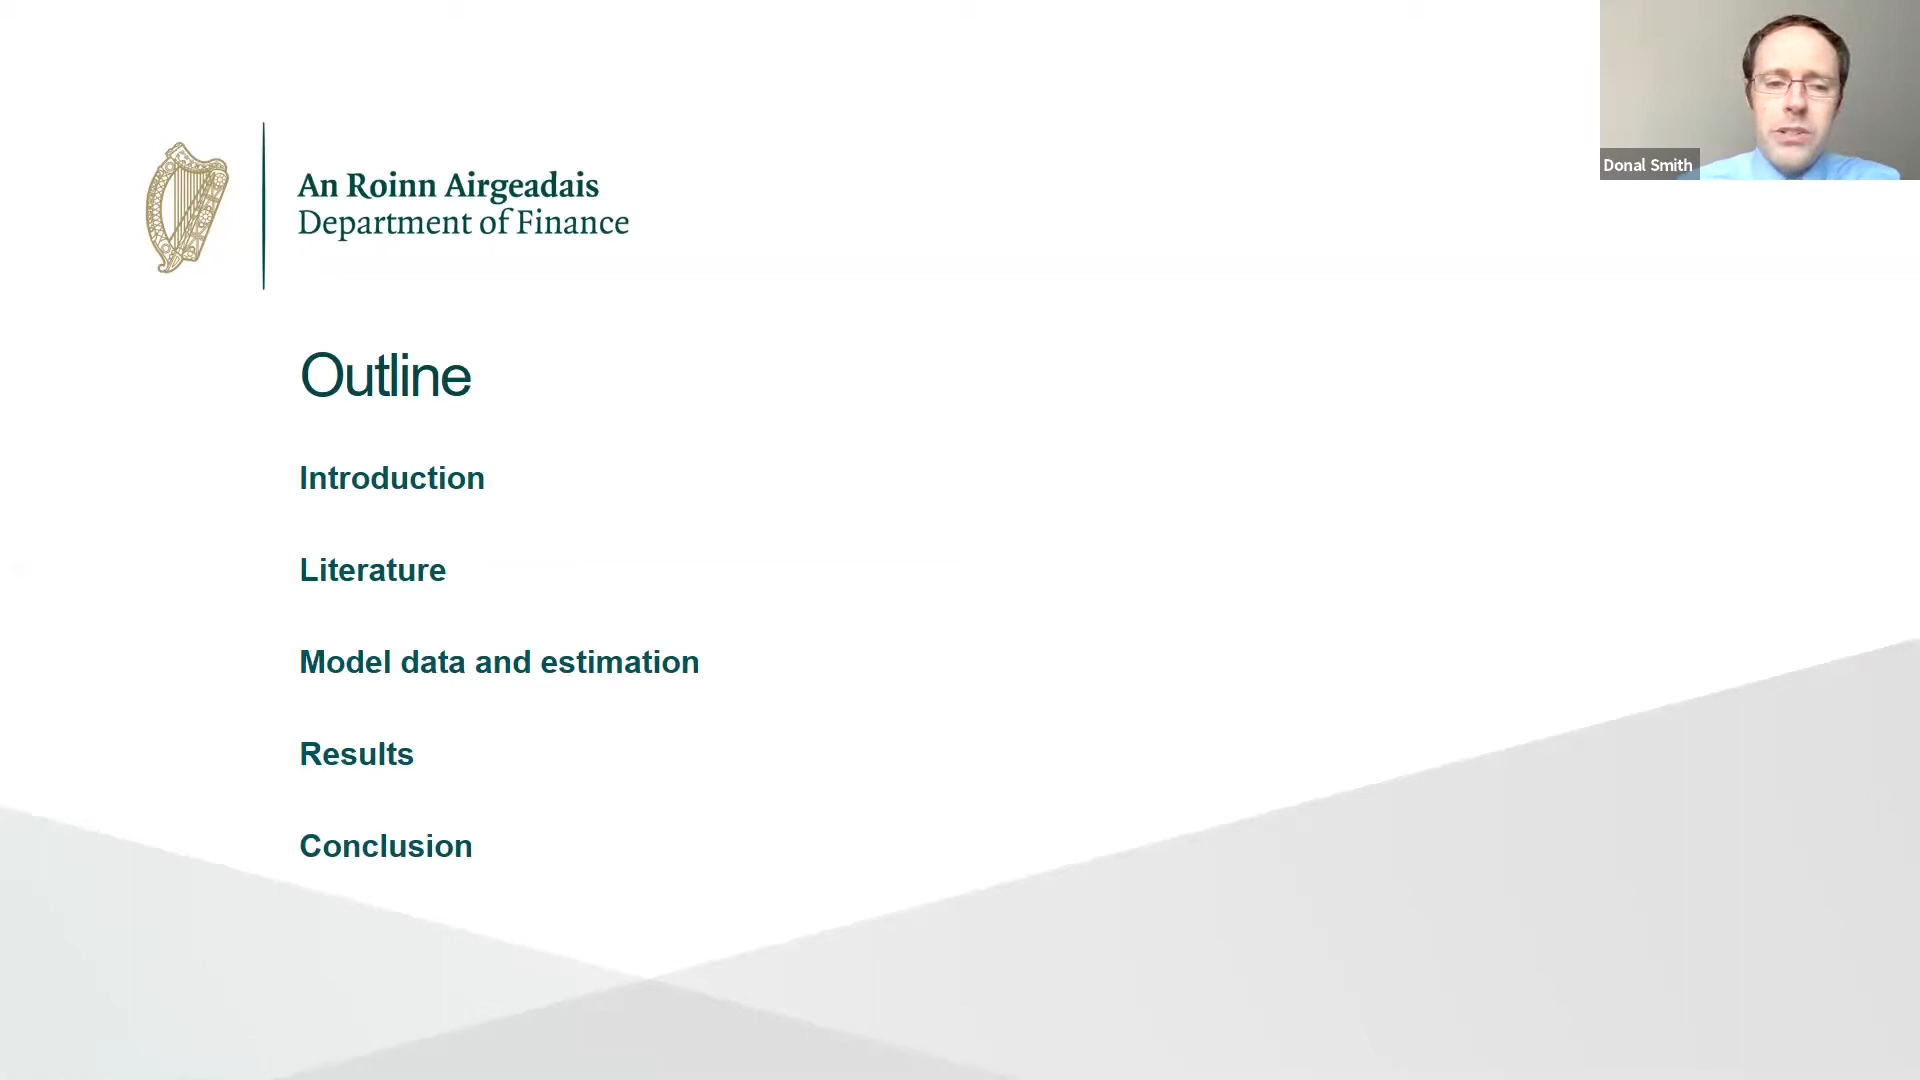 An Roinn Airgeadais
Department of Finance
Donal Smith
Outline
Introduction
Literature
Model data and estimation
Results
Conclusion